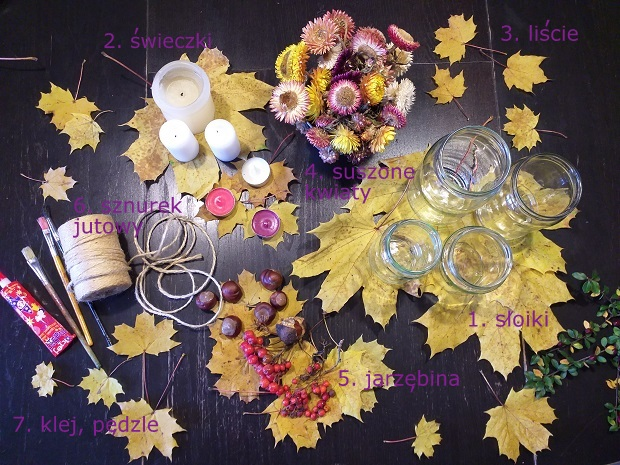 2. świeczki
3. liście
4. suszone
kwiaty
6. sznurek
jutowy
1. słoiki
5. jarzębina
7. klej, pędzle